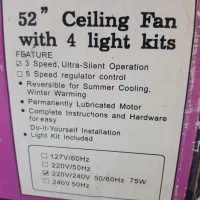 52” Ceiling Fan
with 4 light kits
FEATURE
☑ 3 Speed, Ultra-Silent Operation
☐ 5 Speed regulator control
• Reversible for Summer Cooling,
Winter Warming
• Permanently Lubricated Motor
• Complete Instructions and Hardware
for easy
Do-It-Yourself Installation
• Light Kit Included
☐ 127V/60Hz
☐ 220V/50Hz
☑ 220V/240V 50/60Hz 75W
☐ 240V 50Hz